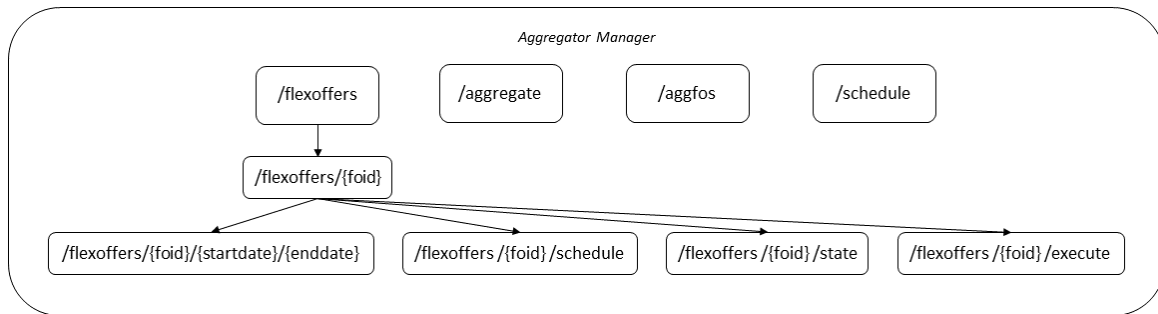 Aggregator Manager
/flexoffers
/aggregate
/aggfos
/schedule
/flexoffers/{foid}
/flexoffers/{foid}/{startdate}/{enddate}
/flexoffers /{foid} /schedule
/flexoffers /{foid} /state
/flexoffers /{foid} /execute